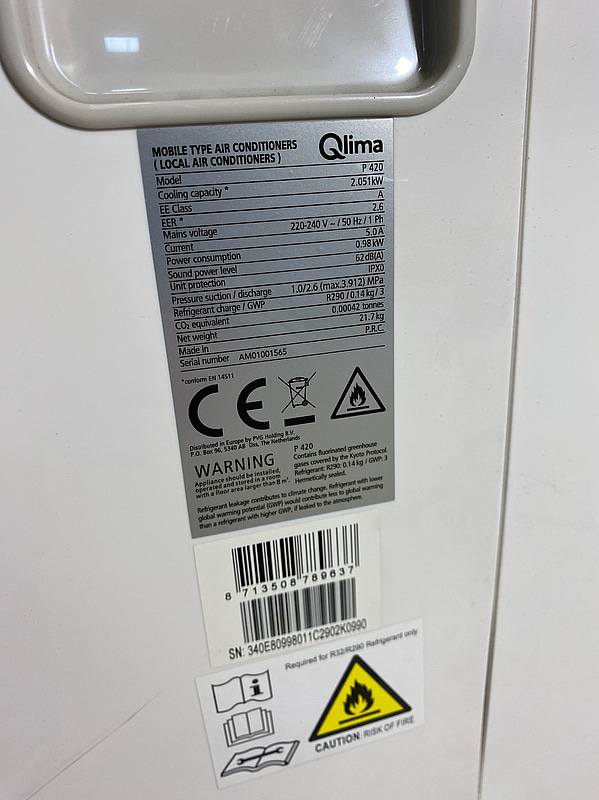 Qlima
MOBILE TYPE AIR CONDITIONERS
( LOCAL AIR CONDITIONERS )
Model P 420
Cooling capacity * 2.051kW
EE Class A
EER * 2.6
Mains voltage 220-240 V ~ / 50 Hz / 1 Ph
Current 5.0 A
Power consumption 0.98 kW
Sound power level 62 dB(A)
Unit protection IPX0
Pressure suction / discharge 1.0/2.6 (max.3.912) MPa
Refrigerant charge / GWP R290 / 0.14 kg / 3
CO₂ equivalent 0.00042 tonnes
Net weight 21.7 kg
Made in P.R.C.
Serial number AM01001565
*conform EN 14511
CE
Distributed in Europe by PVG Holding B.V.
P.O. Box 96, 5340 AB Oss, The Netherlands
WARNING
Appliance should be installed,
operated and stored in a room
with a floor area larger than 8 m².
P 420
Contains fluorinated greenhouse
gases covered by the Kyoto Protocol.
Refrigerant: R290: 0.14 kg / GWP: 3
Hermetically sealed.
Refrigerant leakage contributes to climate change. Refrigerant with lower
global warming potential (GWP) would contribute less to global warming
than a refrigerant with higher GWP, if leaked to the atmosphere.
8 713508 789637
SN: 340E80998011C2902K0990
Required for R32/R290 Refrigerant only
CAUTION: RISK OF FIRE